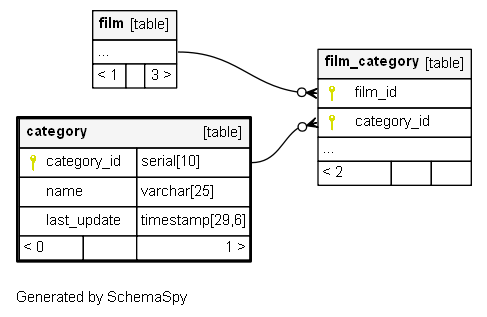 film [table]
...
< 1 3 >
film_category [table]
film_id
category_id
...
< 2
category [table]
category_id serial[10]
name varchar[25]
last_update timestamp[29,6]
< 0 1 >
Generated by SchemaSpy